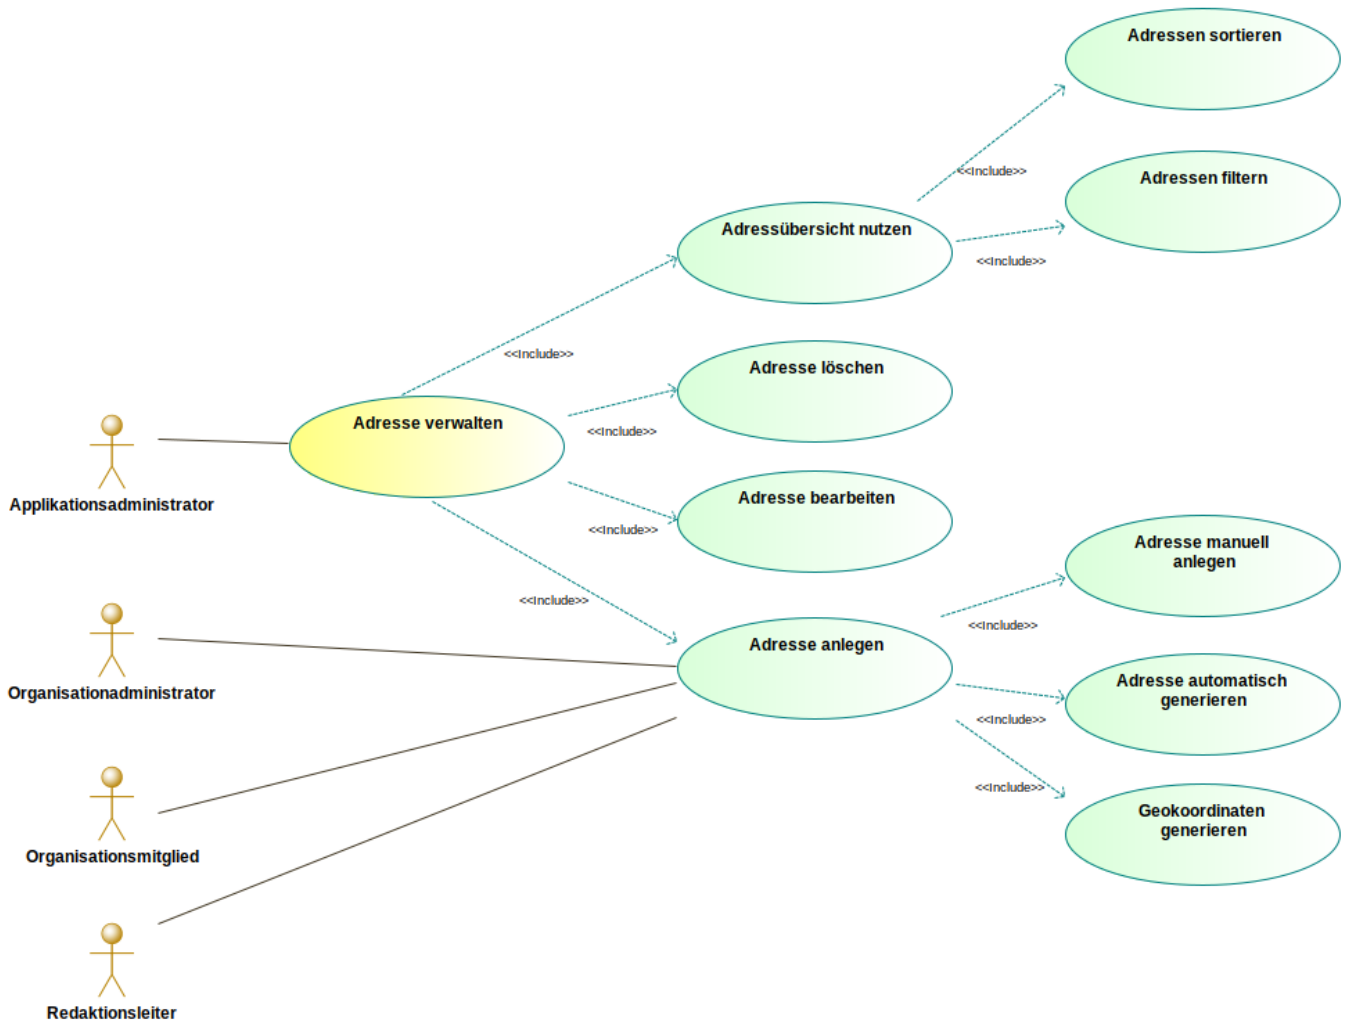 Adressen sortieren
<<Include>>
Adressen filtern
Adressübersicht nutzen
<<Include>>
<<Include>>
Adresse löschen
Adresse verwalten
<<Include>>
Applikationsadministrator
Adresse bearbeiten
<<Include>>
Adresse manuell
anlegen
<<Include>>
<<Include>>
Adresse anlegen
Organisationadministrator
Adresse automatisch
generieren
<<Include>>
<<Include>>
Geokoordinaten
generieren
Organisationsmitglied
Redaktionsleiter